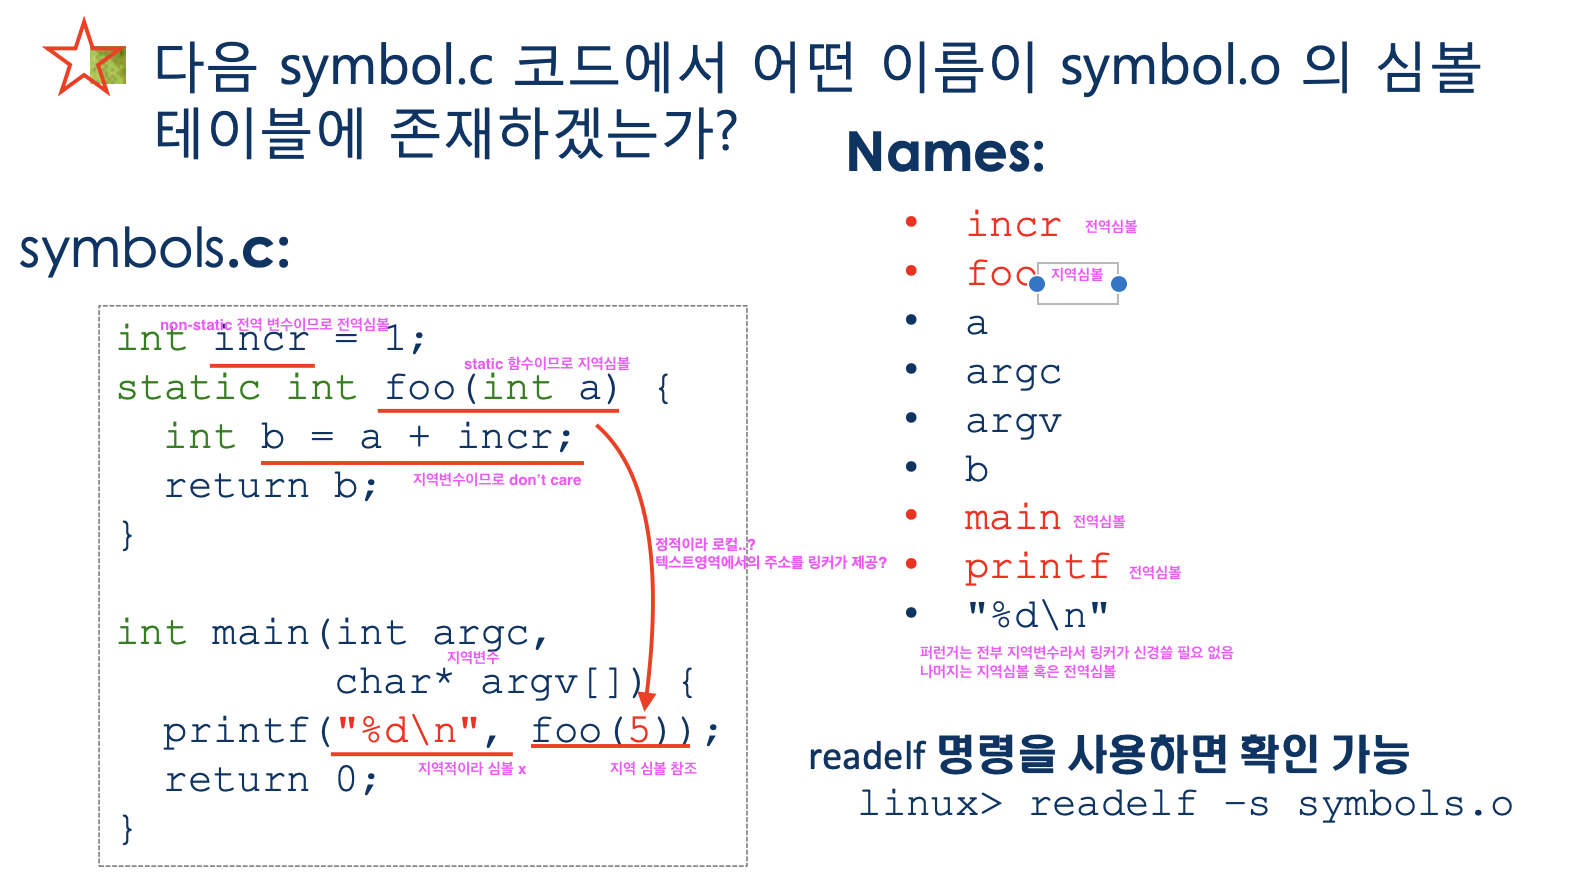 다음 symbol.c 코드에서 어떤 이름이 symbol.o 의 심볼
테이블에 존재하겠는가?
Names:
symbols.c:
• incr 전역심볼
• foo 지역심볼
• a
• argc
• argv
• b
• main 전역심볼
• printf 전역심볼
• "%d\n"
퍼런거는 전부 지역변수라서 링커가 신경쓸 필요 없음
나머지는 지역심볼 혹은 전역심볼
non-static 전역 변수이므로 전역심볼
int incr = 1;
static 함수이므로 지역심볼
static int foo(int a) {
int b = a + incr;
지역변수이므로 don't care
return b;
}
정적이라 로컬..?
텍스트영역에서의 주소를 링커가 제공?
int main(int argc,
지역변수
char* argv[]) {
printf("%d\n", foo(5));
지역적이라 심볼 x
지역 심볼 참조
return 0;
}
readelf 명령을 사용하면 확인 가능
linux> readelf –s symbols.o